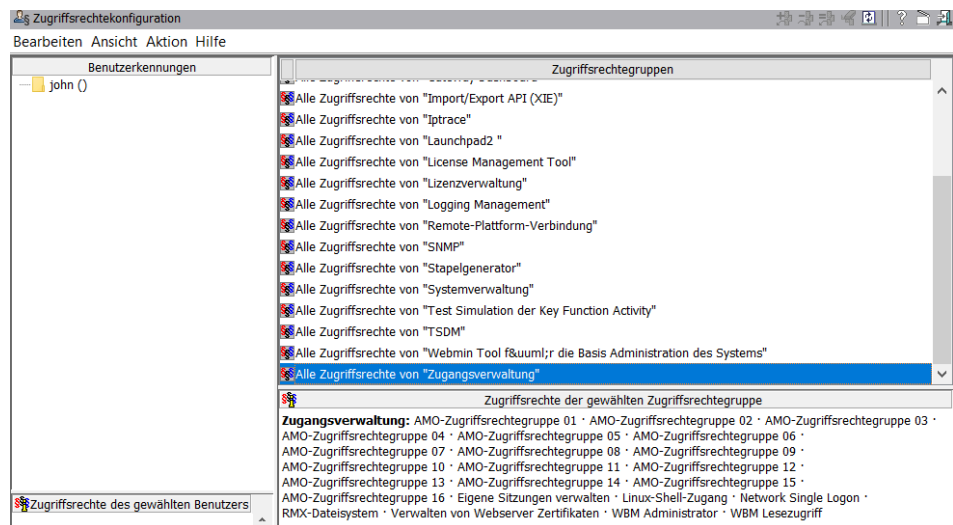 Zugriffsrechtekonfiguration
Bearbeiten Ansicht Aktion Hilfe
Benutzerkennungen
john ()
Zugriffsrechte des gewählten Benutzers
Zugriffsrechtegruppen
Alle Zugriffsrechte von "Import/Export API (XIE)"
Alle Zugriffsrechte von "Iptrace"
Alle Zugriffsrechte von "Launchpad2 "
Alle Zugriffsrechte von "License Management Tool"
Alle Zugriffsrechte von "Lizenzverwaltung"
Alle Zugriffsrechte von "Logging Management"
Alle Zugriffsrechte von "Remote-Plattform-Verbindung"
Alle Zugriffsrechte von "SNMP"
Alle Zugriffsrechte von "Stapelgenerator"
Alle Zugriffsrechte von "Systemverwaltung"
Alle Zugriffsrechte von "Test Simulation der Key Function Activity"
Alle Zugriffsrechte von "TSDM"
Alle Zugriffsrechte von "Webmin Tool f&uuml;r die Basis Administration des Systems"
Alle Zugriffsrechte von "Zugangsverwaltung"
Zugriffsrechte der gewählten Zugriffsrechtegruppe
Zugangsverwaltung: AMO-Zugriffsrechtegruppe 01 · AMO-Zugriffsrechtegruppe 02 · AMO-Zugriffsrechtegruppe 03 ·
AMO-Zugriffsrechtegruppe 04 · AMO-Zugriffsrechtegruppe 05 · AMO-Zugriffsrechtegruppe 06 ·
AMO-Zugriffsrechtegruppe 07 · AMO-Zugriffsrechtegruppe 08 · AMO-Zugriffsrechtegruppe 09 ·
AMO-Zugriffsrechtegruppe 10 · AMO-Zugriffsrechtegruppe 11 · AMO-Zugriffsrechtegruppe 12 ·
AMO-Zugriffsrechtegruppe 13 · AMO-Zugriffsrechtegruppe 14 · AMO-Zugriffsrechtegruppe 15 ·
AMO-Zugriffsrechtegruppe 16 · Eigene Sitzungen verwalten · Linux-Shell-Zugang · Network Single Logon ·
RMX-Dateisystem · Verwalten von Webserver Zertifikaten · WBM Administrator · WBM Lesezugriff